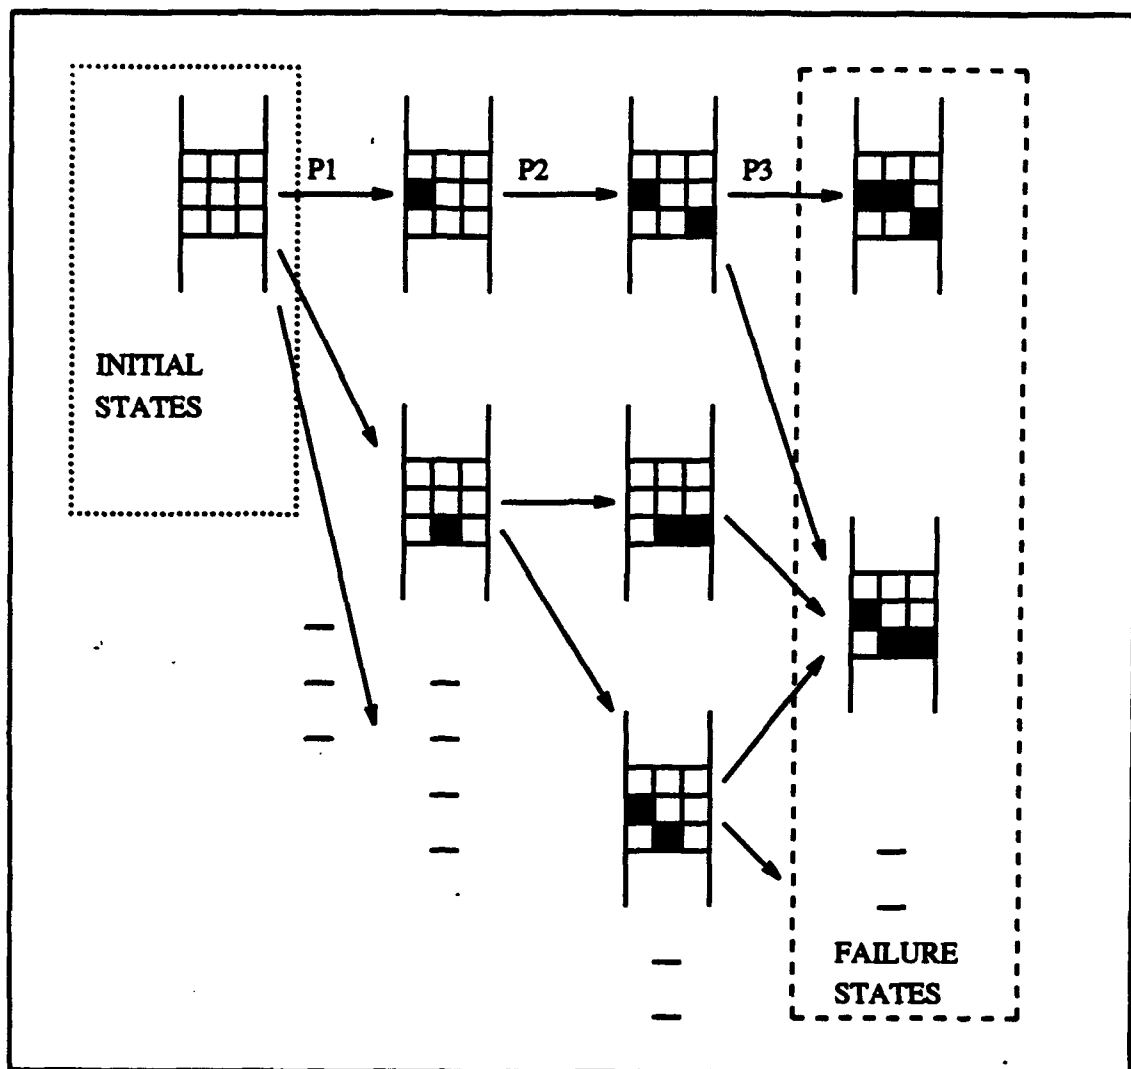 P1
P2
P3
INITIAL
STATES
FAILURE
STATES